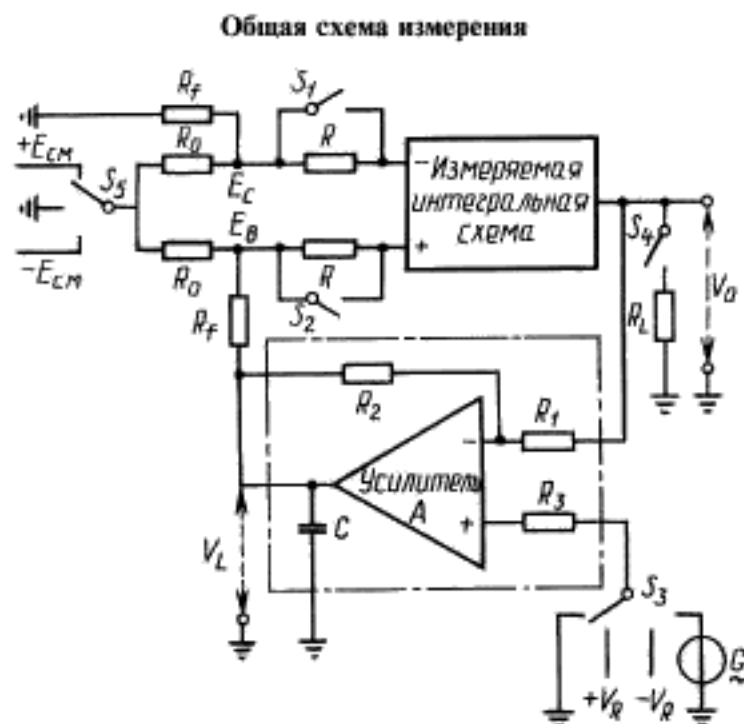 Общая схема измерения
R_f
S_1
+E_см
R_0
R
S_5
E_c
-
Измеряемая
интегральная
схема
E_в
+
S_4
-E_см
R_0
R
V_0
R_f
S_2
R_L
R_2
R_1
-
Усилитель
A
R_3
+
C
V_L
S_3
G
~
+V_R
-V_R